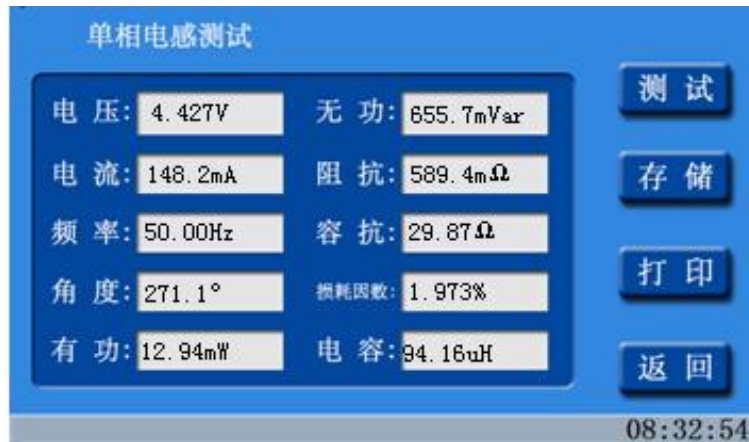 单相电感测试
电 压: 4.427V 无 功: 655.7mVar
测 试
电 流: 148.2mA 阻 抗: 589.4mΩ
存 储
频 率: 50.00Hz 容 抗: 29.87Ω
角 度: 271.1° 损耗因数: 1.973%
打 印
有 功: 12.94mW 电 容: 94.16uH
返 回
08:32:54